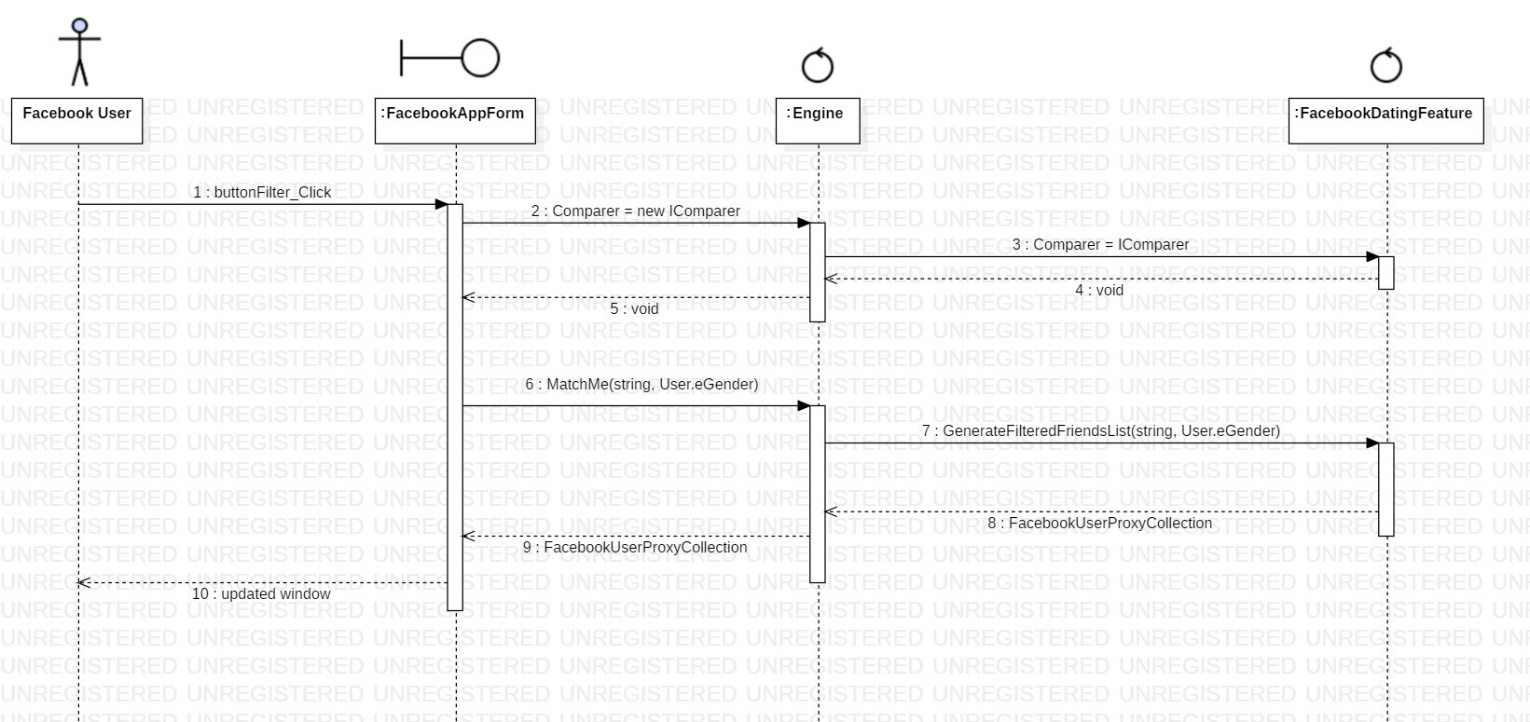 Facebook User
:FacebookAppForm
:Engine
:FacebookDatingFeature
1 : buttonFilter_Click
2 : Comparer = new IComparer
3 : Comparer = IComparer
4 : void
5 : void
6 : MatchMe(string, User.eGender)
7 : GenerateFilteredFriendsList(string, User.eGender)
8 : FacebookUserProxyCollection
9 : FacebookUserProxyCollection
10 : updated window
UNREGISTERED